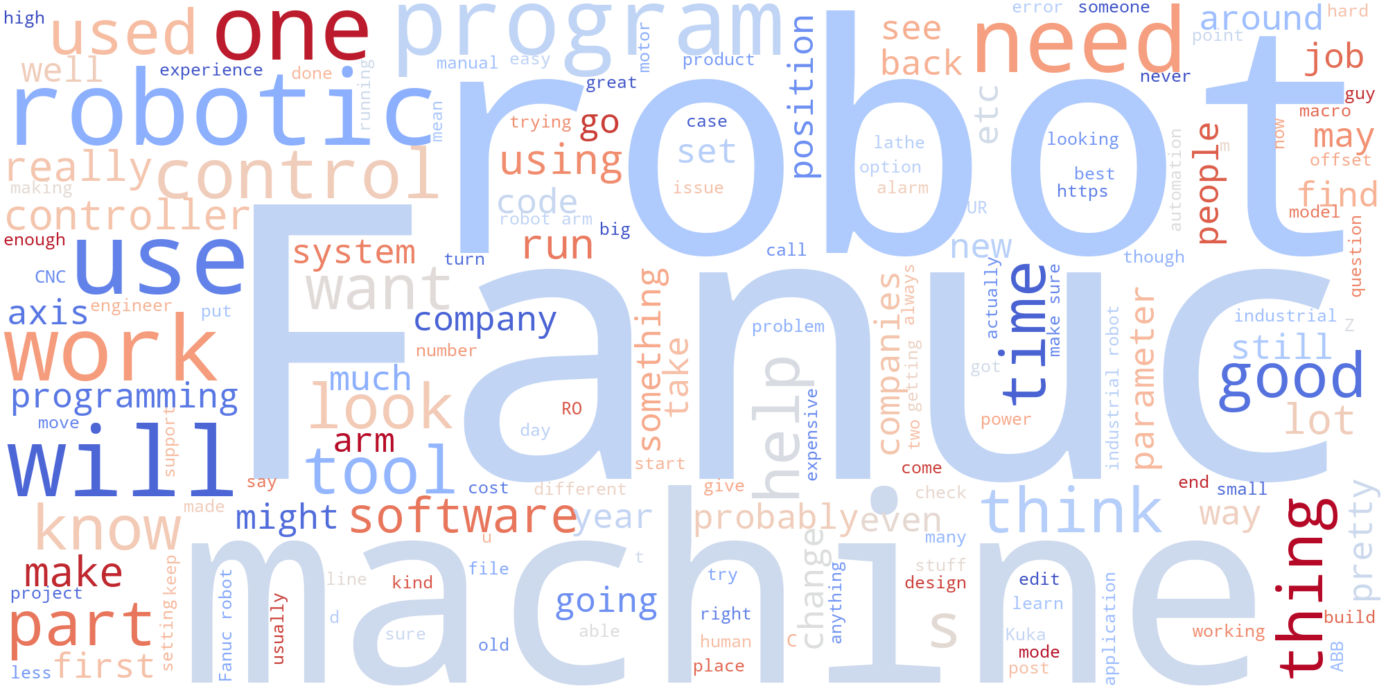 high
used
one
program
error
someone
around
hard
well
experience
done
running
manual
easy
motor
product
see
back
need
point
job
robotic
mean
great
position
etc
never
guy
macro
robot
trying
go
case
set
lathe
option
alarm
looking
best
https
automation
people
m
now
may
offset
really
making
control
using
issue
code
robot arm
UR
find
model
controller
enough
use
system
run
big
turn
call
new
though
question
CNC
want
Fanuc
something
take
companies
always
two getting
actually
time
make sure
industrial robot
parameter
industrial
Z
still
axis
engineer
put
company
number
problem
help
expensive
got
good
work
programming
move
support
much
look
arm
RO
day
power
lot
will
tool
start
come
say
cost
different
give
check
end
small
know
made
might
software
year
u
probably
even
think
many
way
thing
pretty
make
project
machine
line
kind
file
t
try
change
anything
stuff
design
edit
learn
application
part
setting
keep
Fanuc robot
usually
d
sure
going
able
right
human
C
s
Kuka
mode
working
build
less
first
old
place
post
ABB